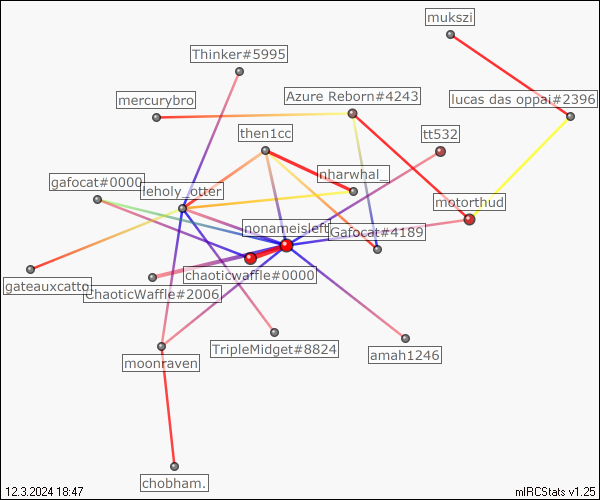 mukszi
Thinker#5995
mercurybro
Azure Reborn#4243
lucas das oppai#2396
then1cc
tt532
nharwhal_
gafocat#0000
leholy_otter
motorthud
nonameisleft
Gafocat#4189
chaoticwaffle#0000
gateauxcatto
ChaoticWaffle#2006
TripleMidget#8824
amah1246
moonraven
chobham.
12.3.2024 18:47
mIRCStats v1.25